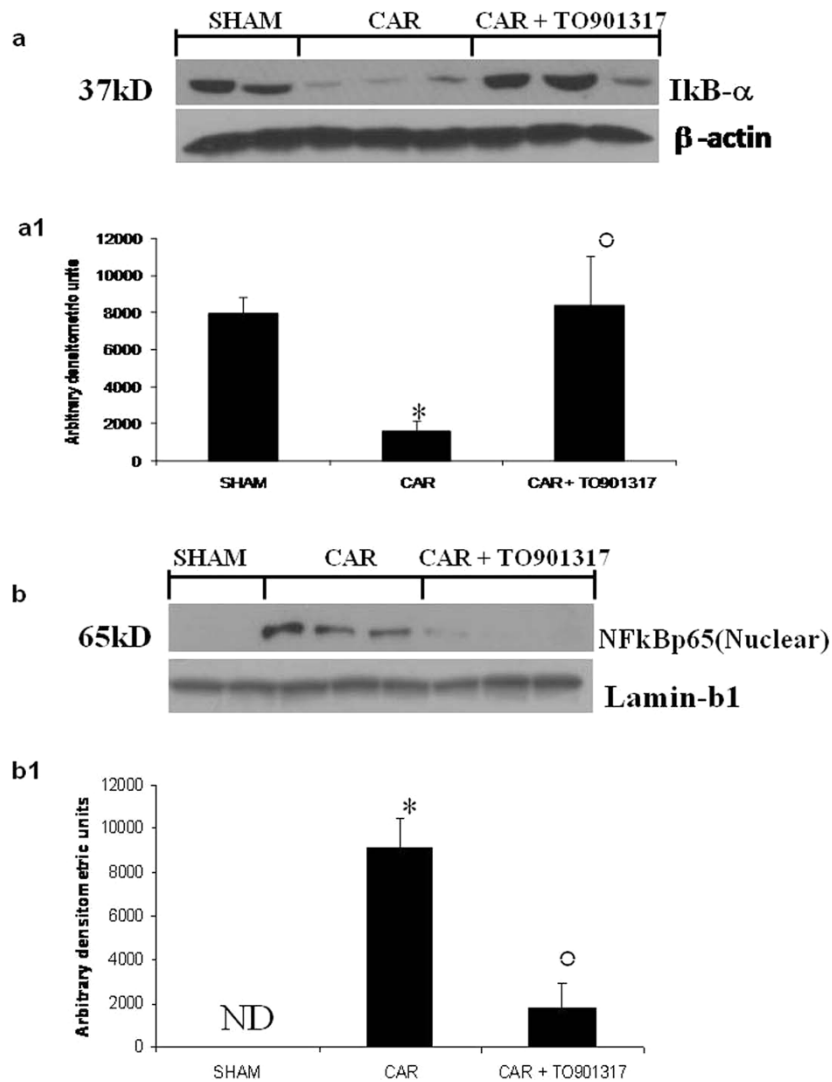 a
SHAM CAR CAR + TO901317
37kD IkB-α
β-actin
a1
Arbitrary densitometric units
12000
10000
8000
6000
4000
2000
0
*
○
SHAM CAR CAR + TO901317
SHAM CAR CAR + TO901317
b
65kD NFkBp65(Nuclear)
Lamin-b1
b1
Arbitrary densitometric units
12000
10000
8000
6000
4000
2000
0
ND
*
○
SHAM CAR CAR + TO901317